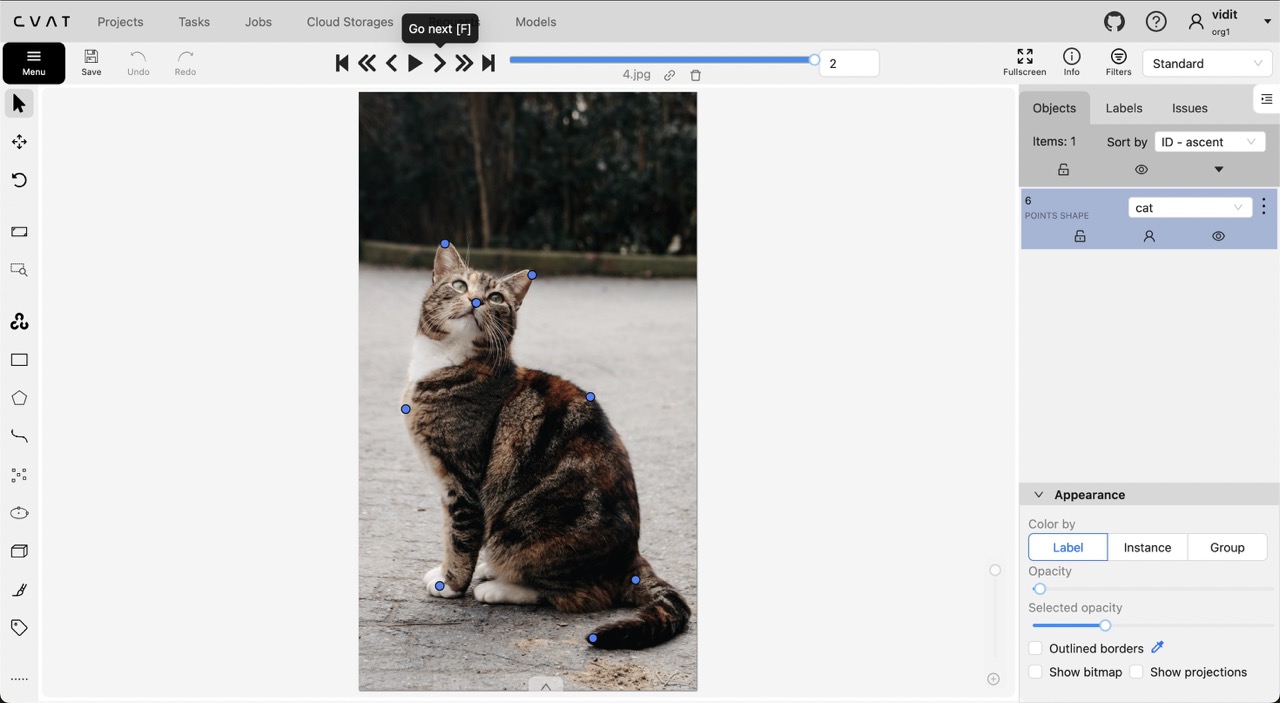 CVAT Projects Tasks Jobs Cloud Storages Requests Models vidit
org1
Go next [F]
Menu Save Undo Redo 2 Fullscreen Info Filters Standard
4.jpg
Objects Labels Issues
Items: 1 Sort by ID - ascent
6 cat
POINTS SHAPE
Appearance
Color by
Label Instance Group
Opacity
Selected opacity
Outlined borders
Show bitmap Show projections